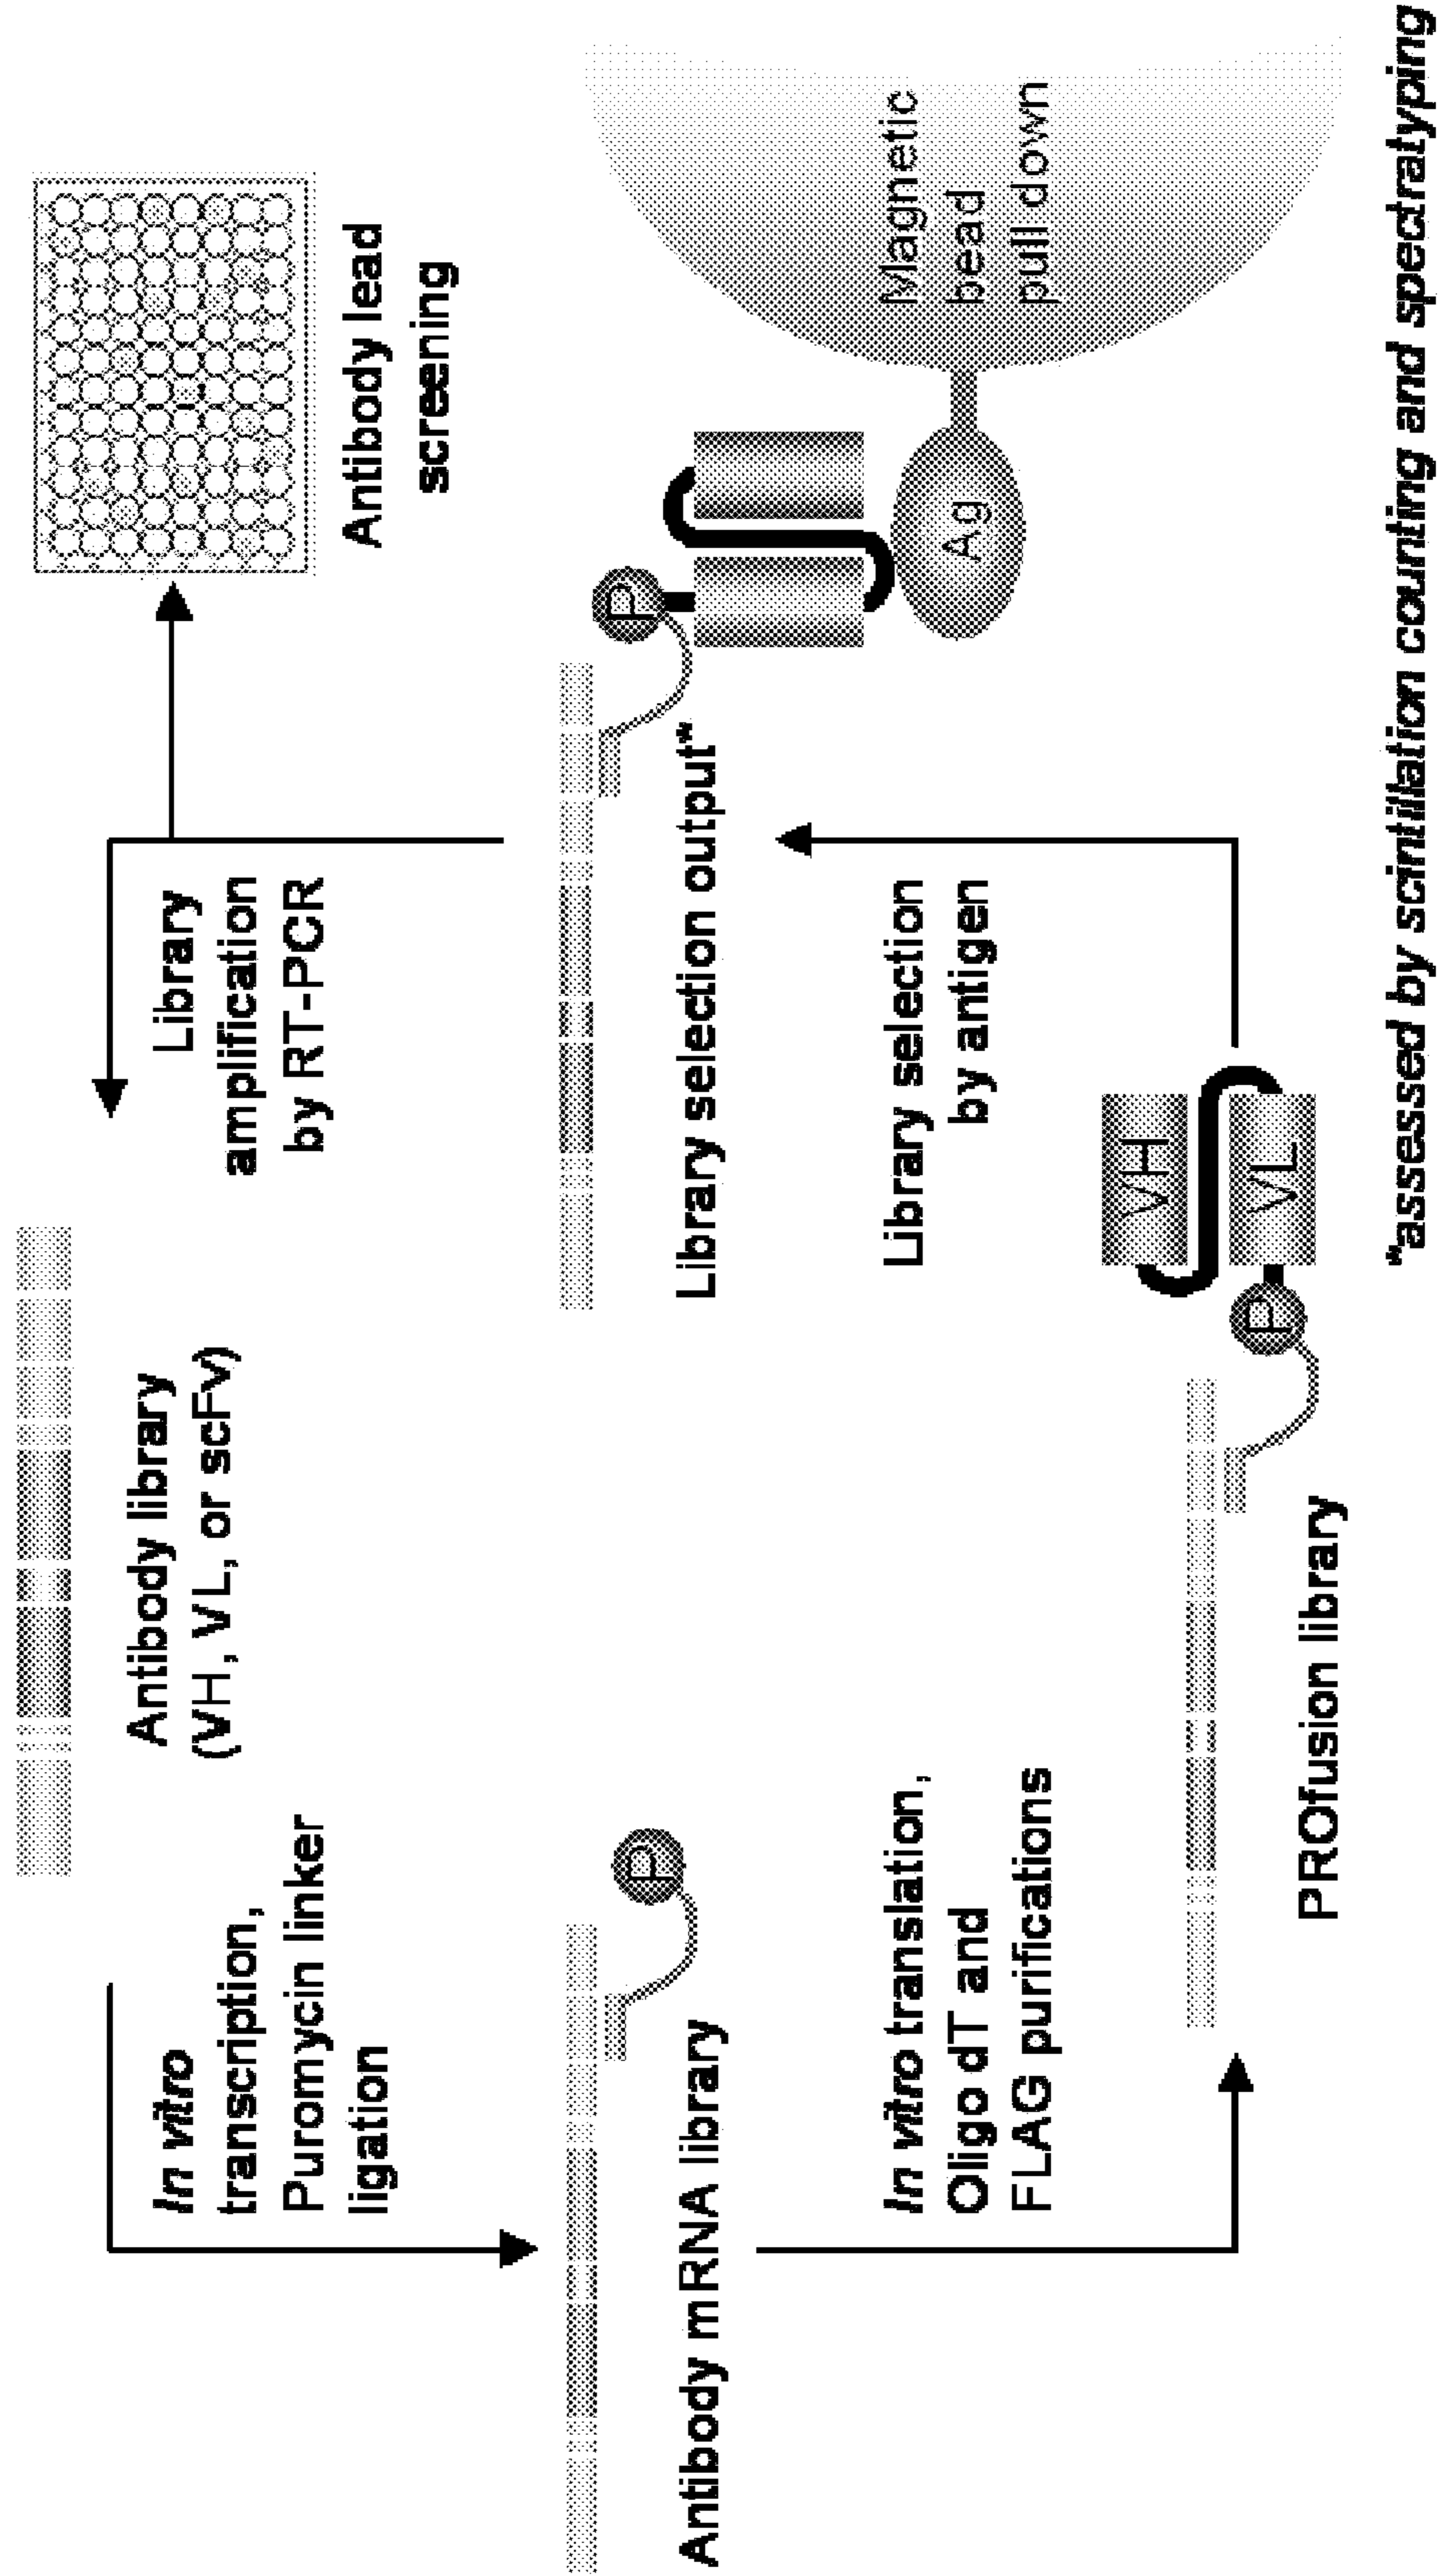 Antibody library
(VH, VL, or scFv)
In vitro
transcription,
Puromycin linker
ligation
P
Antibody mRNA library
In vitro translation,
Oligo dT and
FLAG purifications
PROfusion library
P
VH
VL
Library selection
by antigen
Library selection output*
P
Ag
Magnetic
bead
pull down
Library
amplification
by RT-PCR
Antibody lead
screening
*assessed by scintillation counting and spectratyping